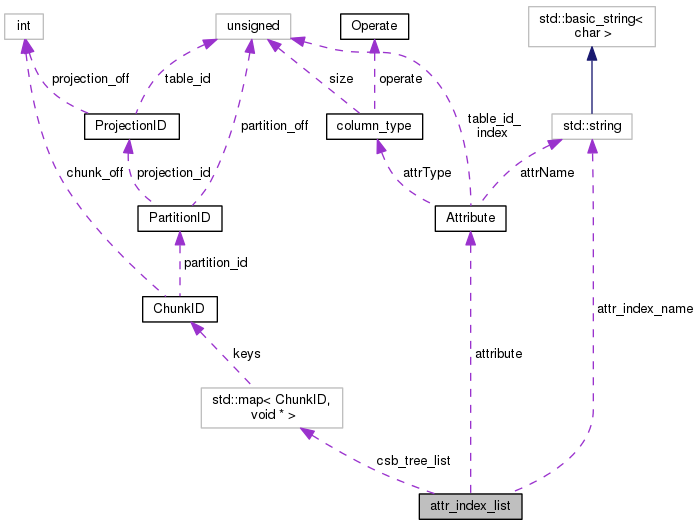 int
unsigned
Operate
std::basic_string<
char >
projection_off
table_id
size
operate
ProjectionID
partition_off
column_type
table_id_
index
std::string
chunk_off
projection_id
attrType
attrName
PartitionID
Attribute
partition_id
ChunkID
attr_index_name
keys
attribute
std::map< ChunkID,
void * >
csb_tree_list
attr_index_list